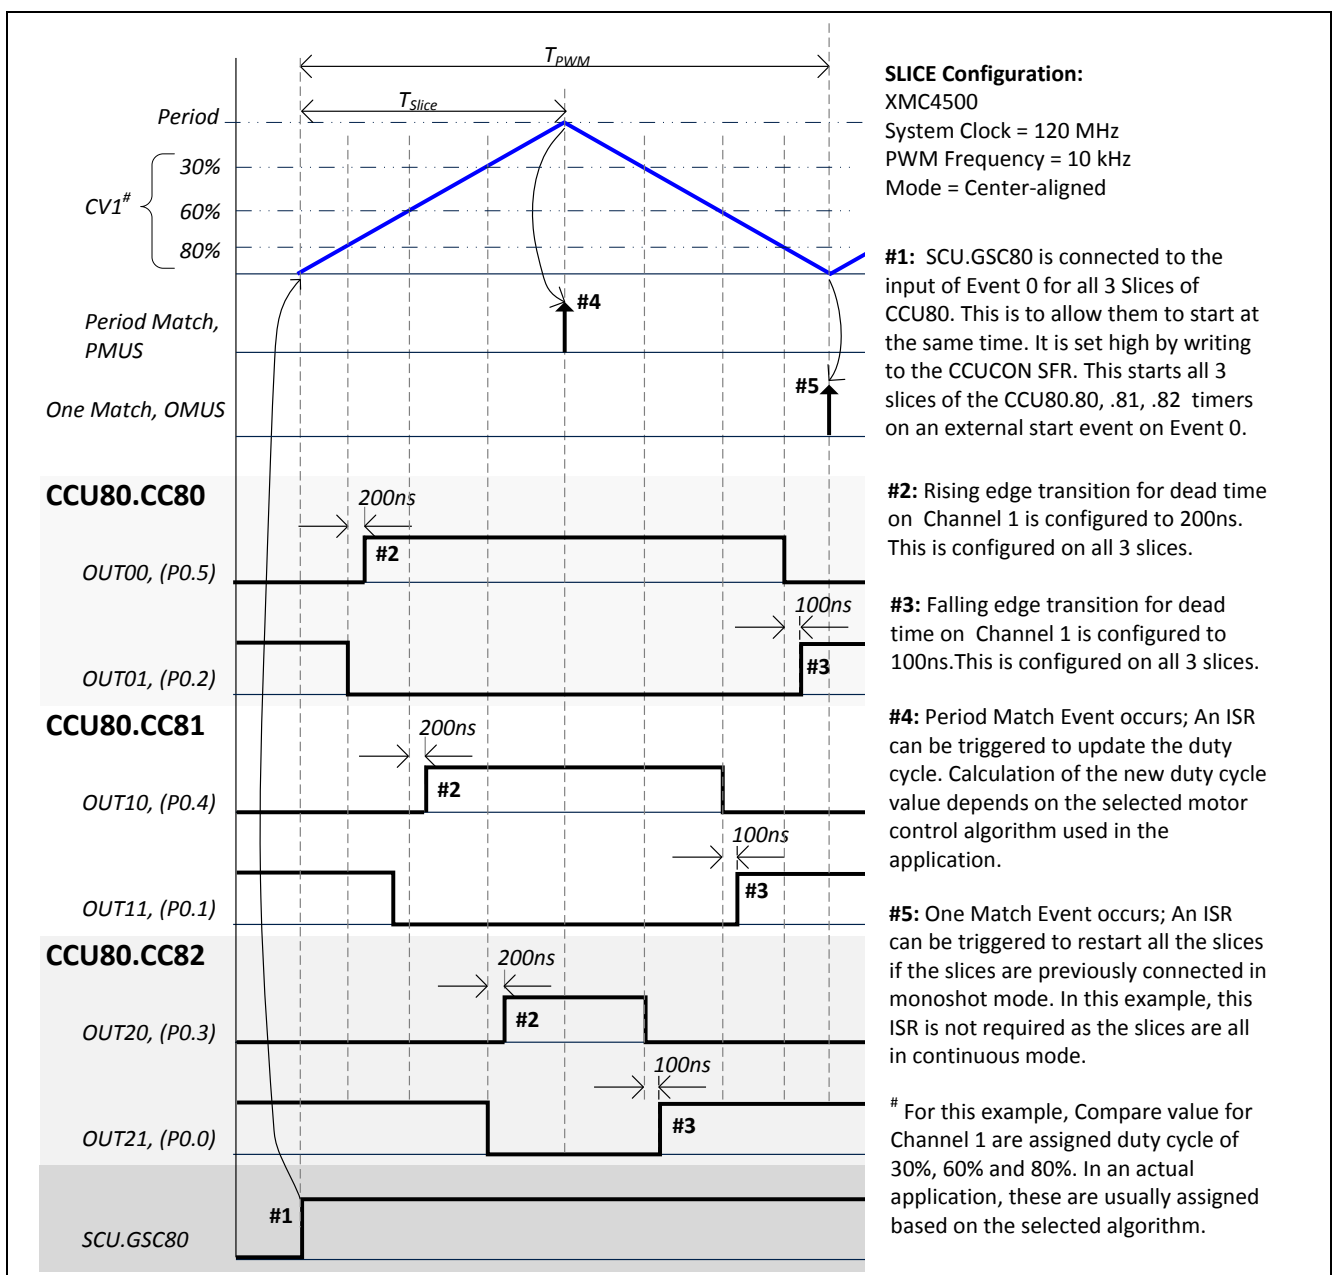 T_PWM
T_Slice
Period
30%
CV1#
60%
80%
Period Match,
PMUS
#4
One Match, OMUS
#5
CCU80.CC80
200ns
#2
OUT00, (P0.5)
100ns
#3
OUT01, (P0.2)
CCU80.CC81
200ns
#2
OUT10, (P0.4)
100ns
#3
OUT11, (P0.1)
CCU80.CC82
200ns
#2
OUT20, (P0.3)
100ns
#3
OUT21, (P0.0)
#1
SCU.GSC80
SLICE Configuration:
XMC4500
System Clock = 120 MHz
PWM Frequency = 10 kHz
Mode = Center-aligned
#1: SCU.GSC80 is connected to the
input of Event 0 for all 3 Slices of
CCU80. This is to allow them to start at
the same time. It is set high by writing
to the CCUCON SFR. This starts all 3
slices of the CCU80.80, .81, .82 timers
on an external start event on Event 0.
#2: Rising edge transition for dead time
on Channel 1 is configured to 200ns.
This is configured on all 3 slices.
#3: Falling edge transition for dead
time on Channel 1 is configured to
100ns.This is configured on all 3 slices.
#4: Period Match Event occurs; An ISR
can be triggered to update the duty
cycle. Calculation of the new duty cycle
value depends on the selected motor
control algorithm used in the
application.
#5: One Match Event occurs; An ISR
can be triggered to restart all the slices
if the slices are previously connected in
monoshot mode. In this example, this
ISR is not required as the slices are all
in continuous mode.
# For this example, Compare value for
Channel 1 are assigned duty cycle of
30%, 60% and 80%. In an actual
application, these are usually assigned
based on the selected algorithm.